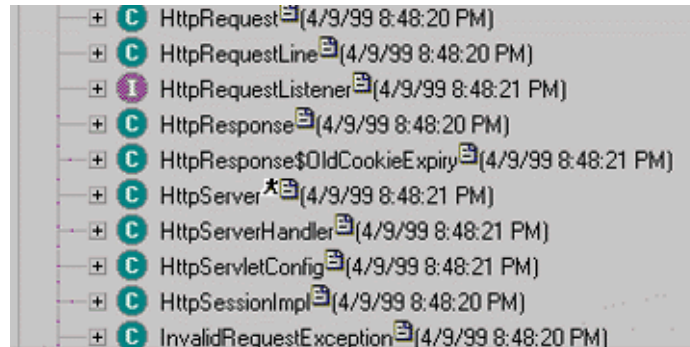 C HttpRequest (4/9/99 8:48:20 PM)
C HttpRequestLine (4/9/99 8:48:20 PM)
I HttpRequestListener (4/9/99 8:48:21 PM)
C HttpResponse (4/9/99 8:48:20 PM)
C HttpResponse$OldCookieExpiry (4/9/99 8:48:21 PM)
C HttpServer (4/9/99 8:48:21 PM)
C HttpServerHandler (4/9/99 8:48:21 PM)
C HttpServletConfig (4/9/99 8:48:21 PM)
C HttpSessionImpl (4/9/99 8:48:20 PM)
C InvalidRequestException (4/9/99 8:48:20 PM)